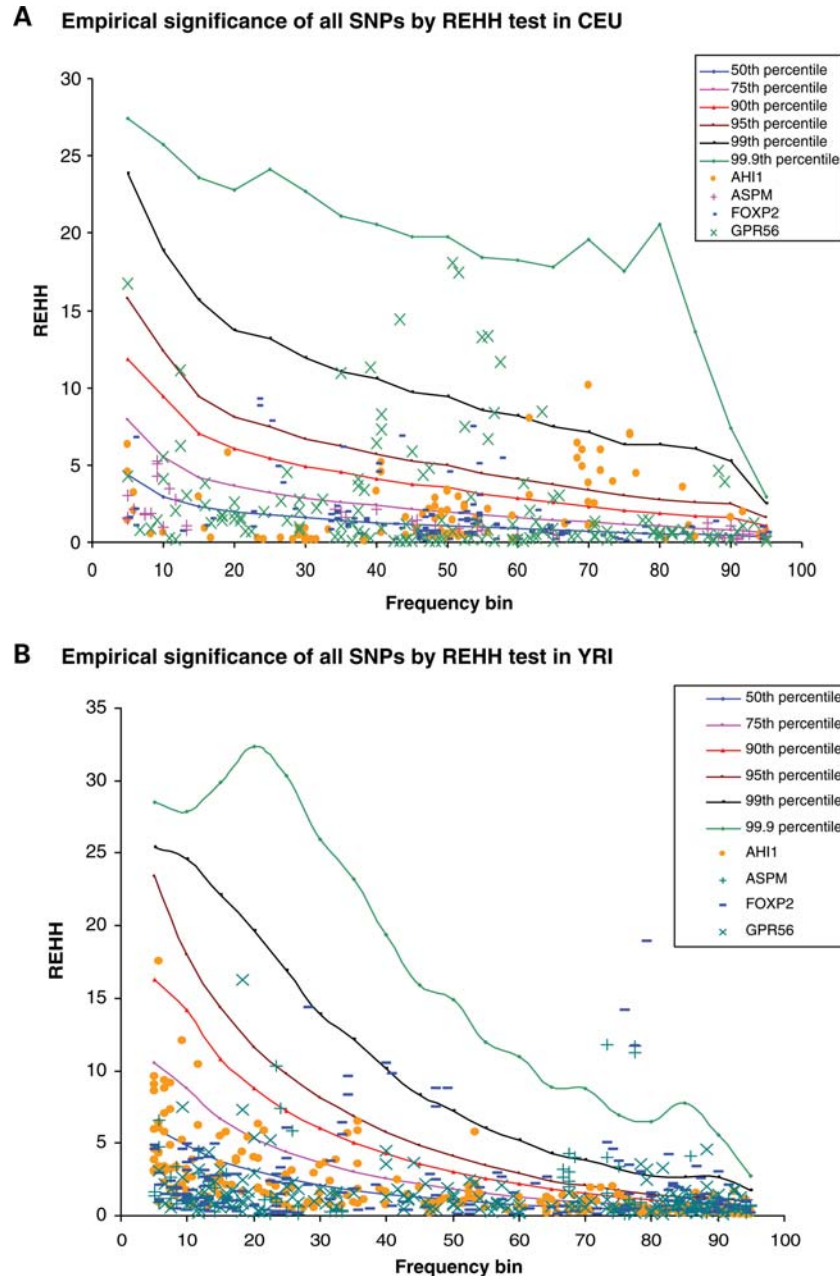 A Empirical significance of all SNPs by REHH test in CEU
30
25
20
15
10
5
0
REHH
0 10 20 30 40 50 60 70 80 90 100
Frequency bin
50th percentile
75th percentile
90th percentile
95th percentile
99th percentile
99.9th percentile
AHI1
ASPM
FOXP2
GPR56
B Empirical significance of all SNPs by REHH test in YRI
35
30
25
20
15
10
5
0
REHH
0 10 20 30 40 50 60 70 80 90 100
Frequency bin
50th percentile
75th percentile
90th percentile
95th percentile
99th percentile
99.9 percentile
AHI1
ASPM
FOXP2
GPR56